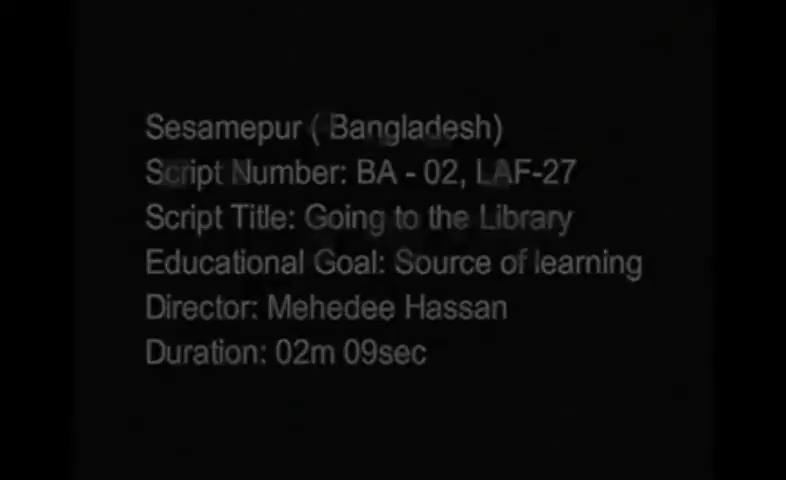 Sesamepur ( Bangladesh)
Script Number: BA - 02, LAF-27
Script Title: Going to the Library
Educational Goal: Source of learning
Director: Mehedee Hassan
Duration: 02m 09sec